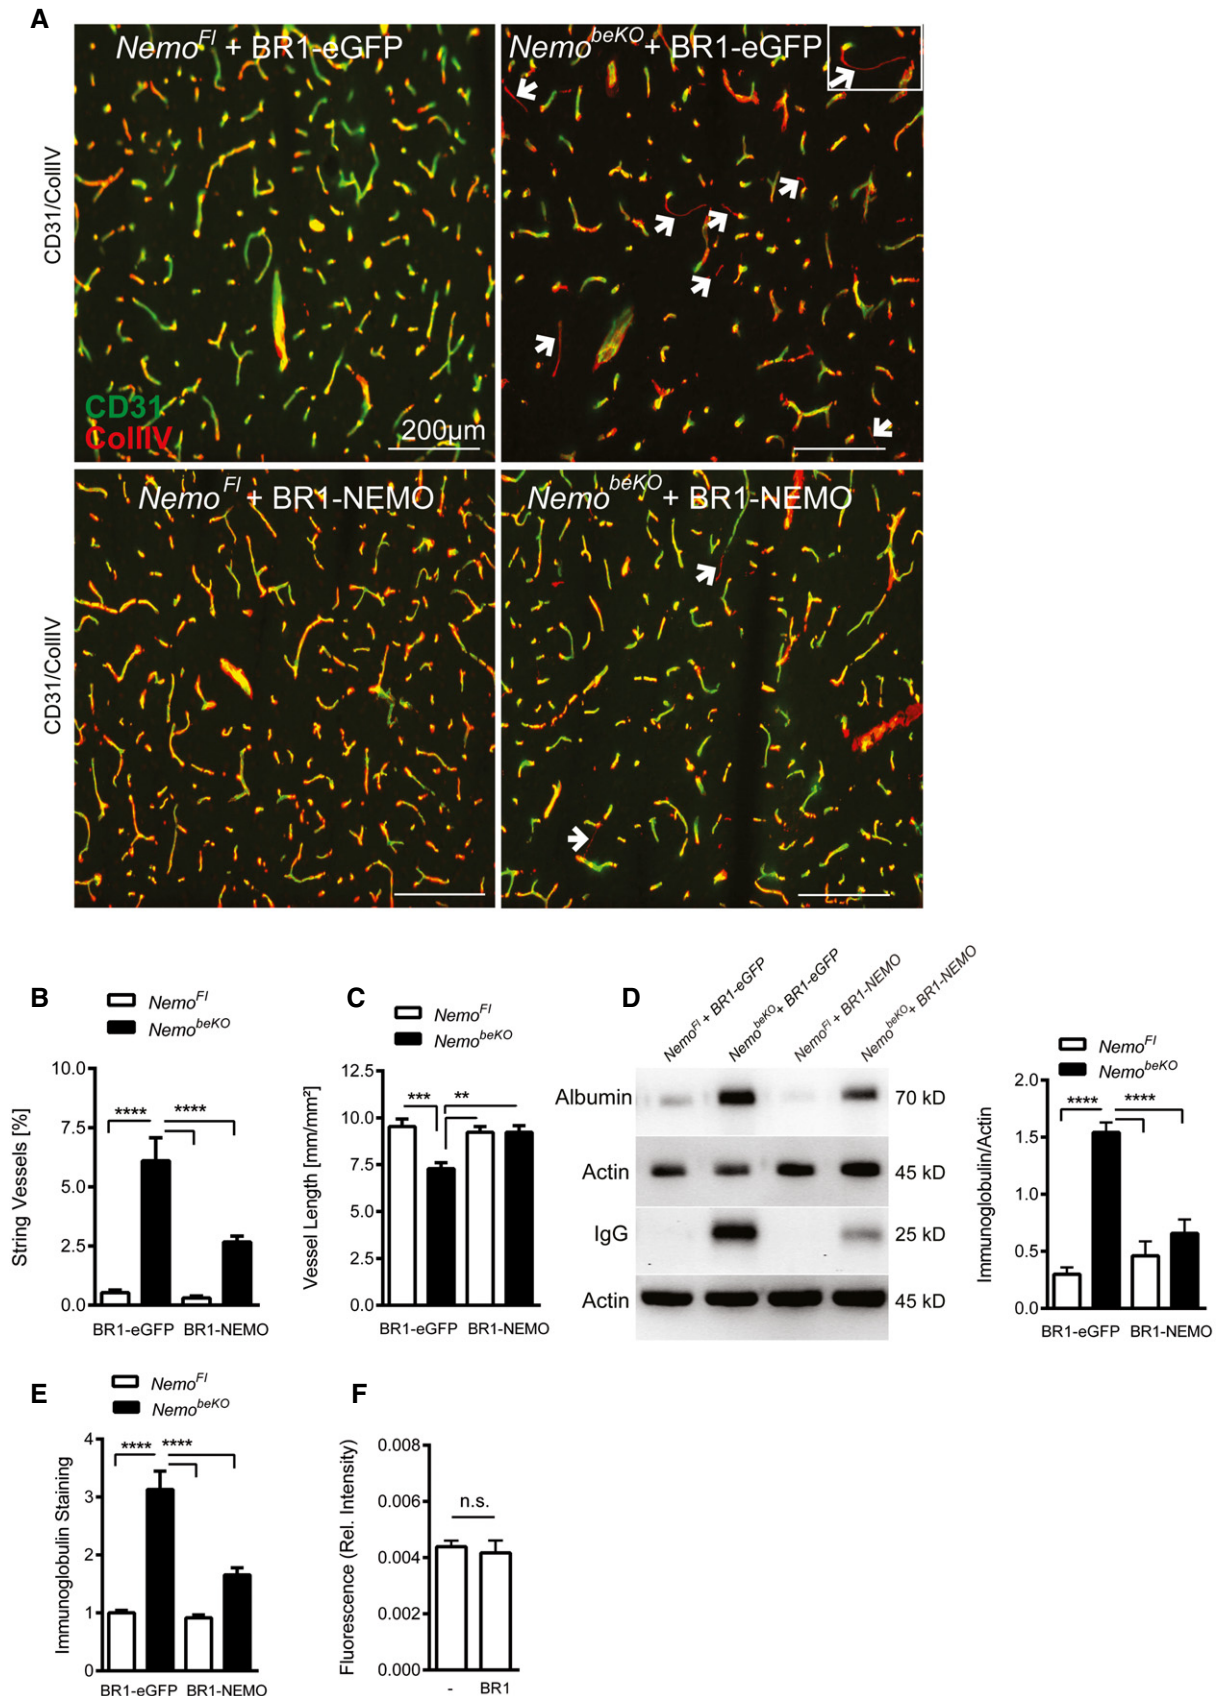 A
Nemo^Fl + BR1-eGFP
Nemo^beKO + BR1-eGFP
CD31/CollIV
CD31
CollIV
200µm
Nemo^Fl + BR1-NEMO
Nemo^beKO + BR1-NEMO
CD31/CollIV
B
Nemo^Fl
Nemo^beKO
String Vessels [%]
10.0
7.5
5.0
2.5
0.0
****
****
BR1-eGFP
BR1-NEMO
C
Nemo^Fl
Nemo^beKO
Vessel Length [mm/mm²]
12.5
10.0
7.5
5.0
2.5
0.0
***
**
BR1-eGFP
BR1-NEMO
D
Nemo^Fl + BR1-eGFP
Nemo^beKO + BR1-eGFP
Nemo^Fl + BR1-NEMO
Nemo^beKO + BR1-NEMO
Albumin
70 kD
Actin
45 kD
IgG
25 kD
Actin
45 kD
Nemo^Fl
Nemo^beKO
Immunoglobulin/Actin
2.0
1.5
1.0
0.5
0.0
****
****
BR1-eGFP
BR1-NEMO
E
Nemo^Fl
Nemo^beKO
Immunoglobulin Staining
4
3
2
1
0
****
****
BR1-eGFP
BR1-NEMO
F
Fluorescence (Rel. Intensity)
0.008
0.006
0.004
0.002
0.000
n.s.
-
BR1